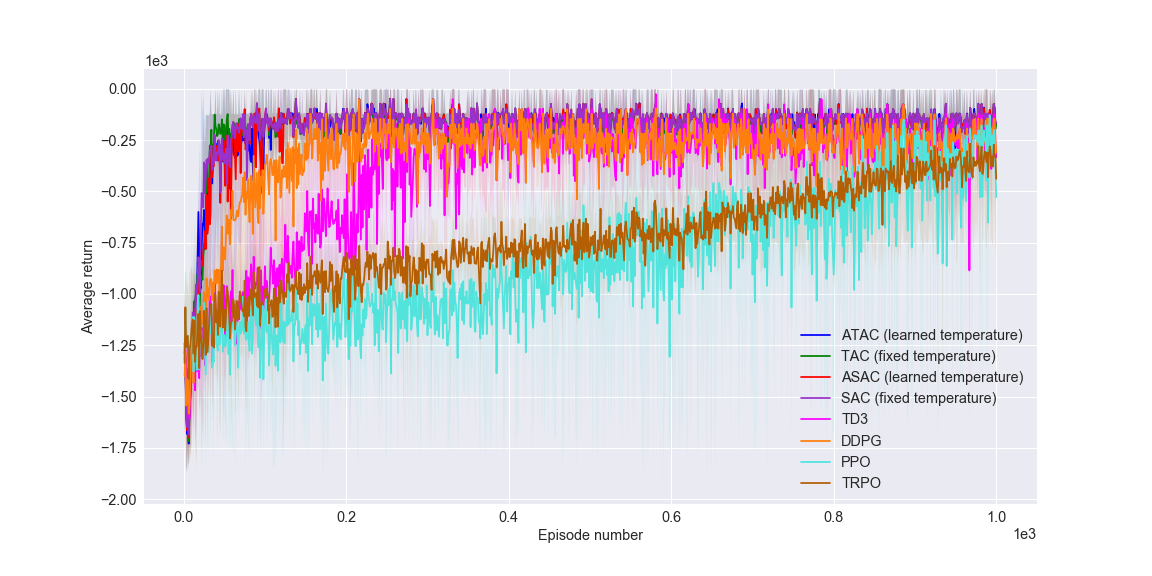 1e3
0.00
−0.25
−0.50
−0.75
−1.00
−1.25
−1.50
−1.75
−2.00
Average return
ATAC (learned temperature)
TAC (fixed temperature)
ASAC (learned temperature)
SAC (fixed temperature)
TD3
DDPG
PPO
TRPO
0.0 0.2 0.4 0.6 0.8 1.0
Episode number
1e3